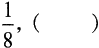 1/8, (　　)